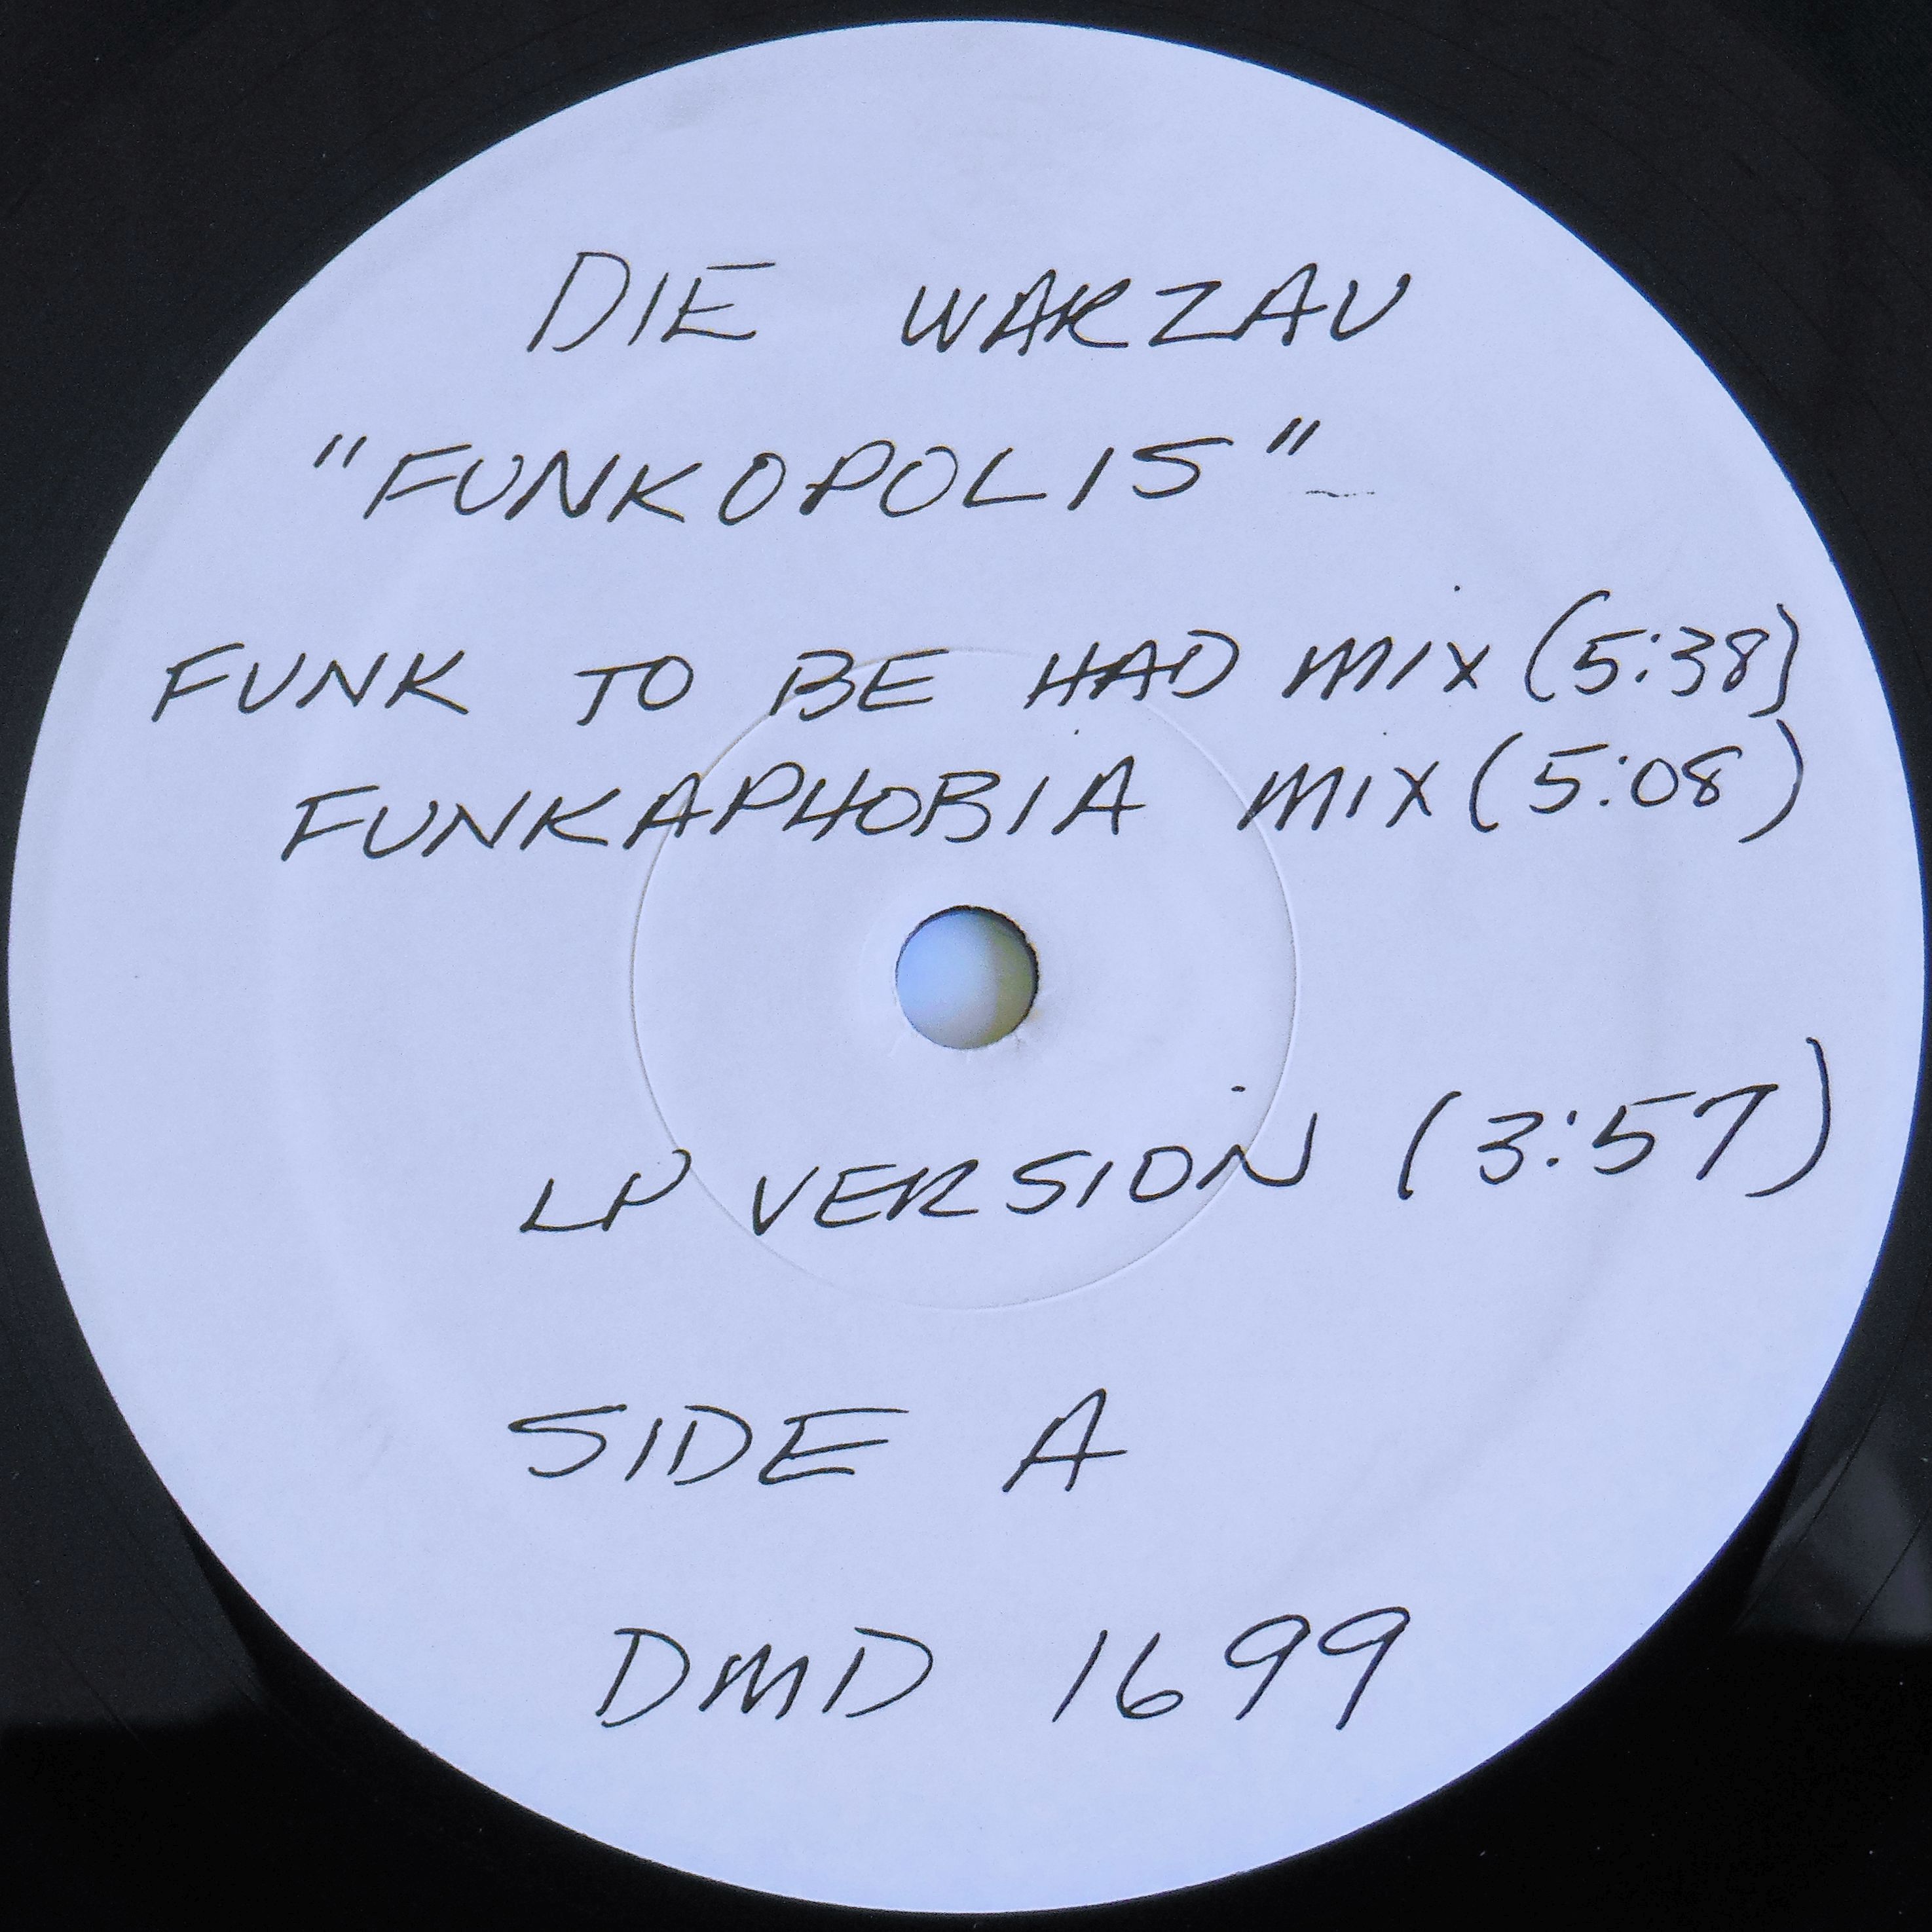 DIE WARZAU
"FUNKOPOLIS"
FUNK TO BE HAD MIX (5:38)
FUNKAPHOBIA MIX (5:08)
LP VERSION (3:57)
SIDE A
DMD 1699